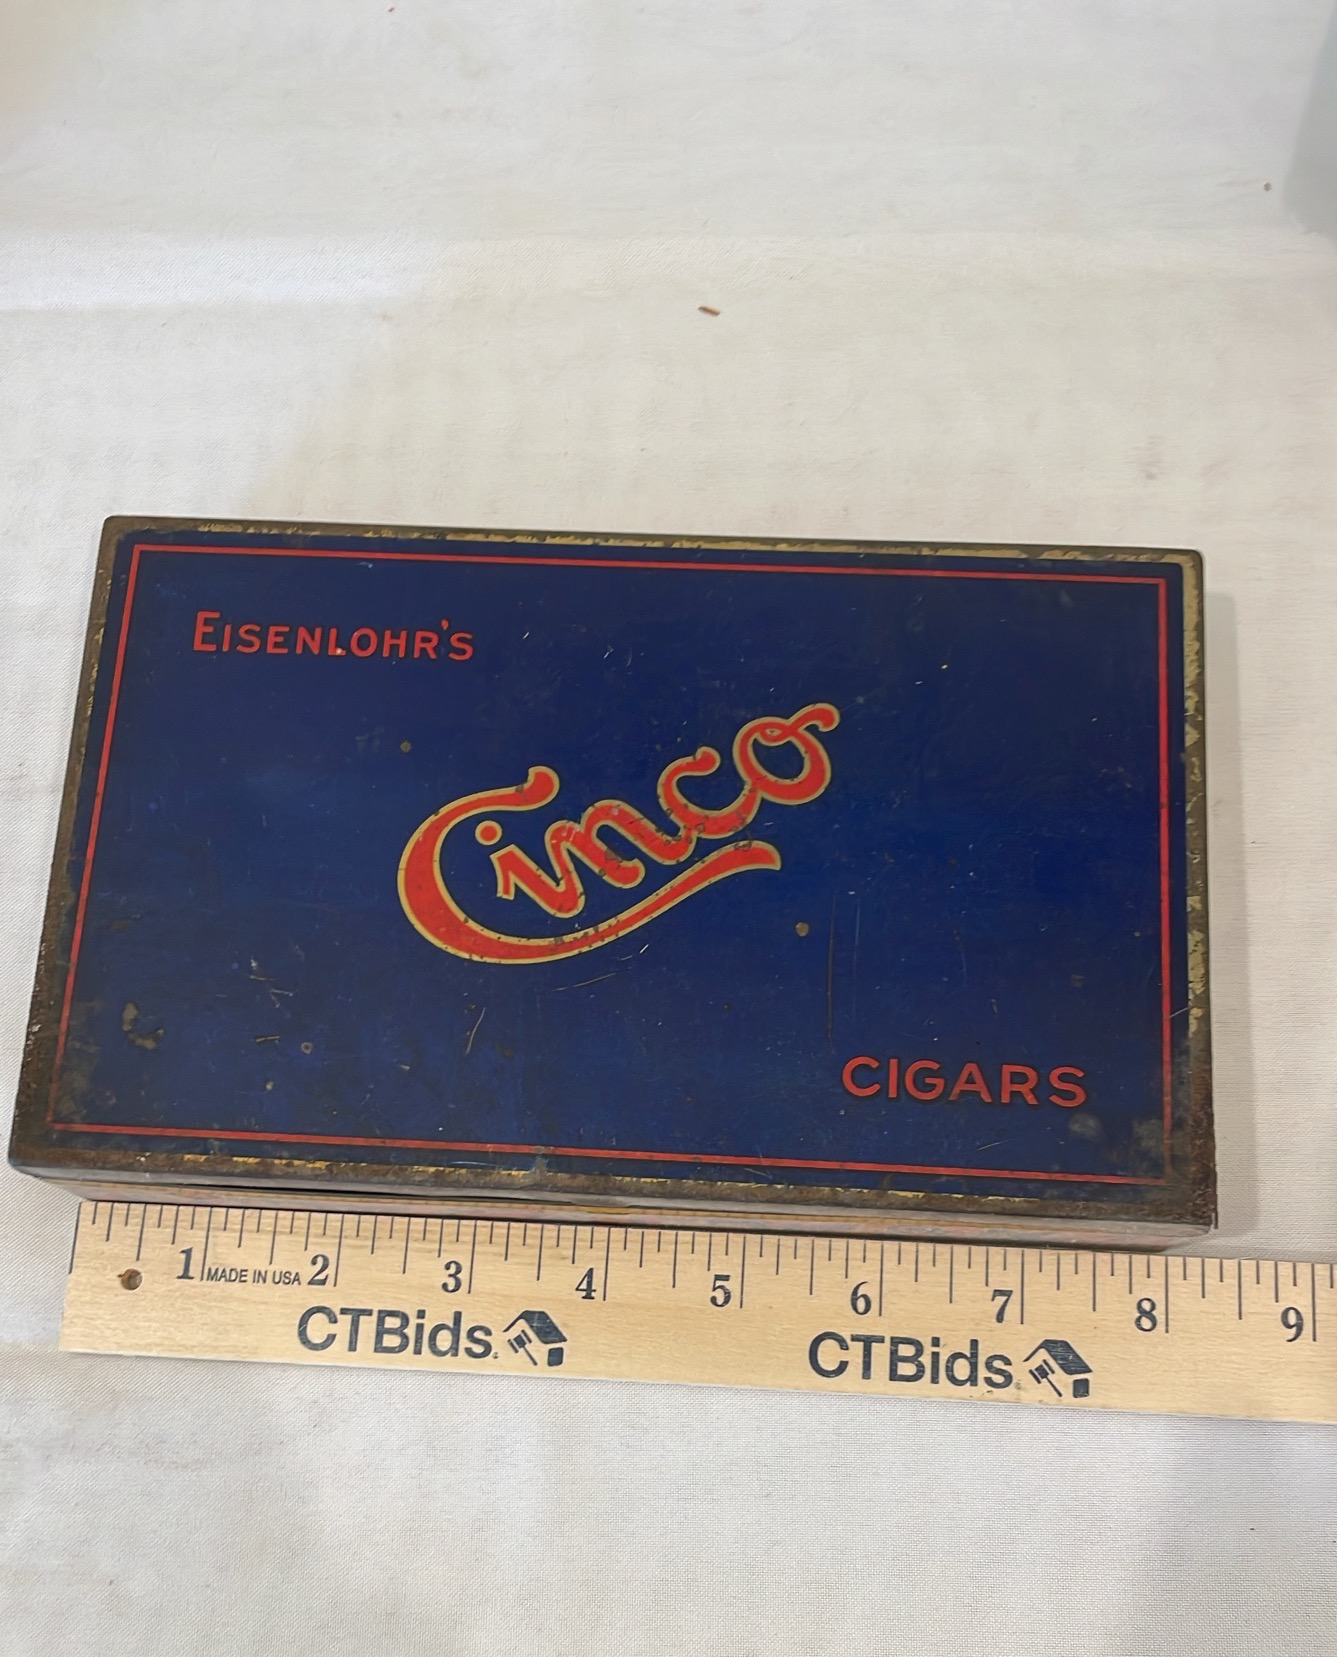 EISENLOHR'S
Cinco
CIGARS
1 MADE IN USA 2 3 4 5 6 7 8 9
CTBids. CTBids.